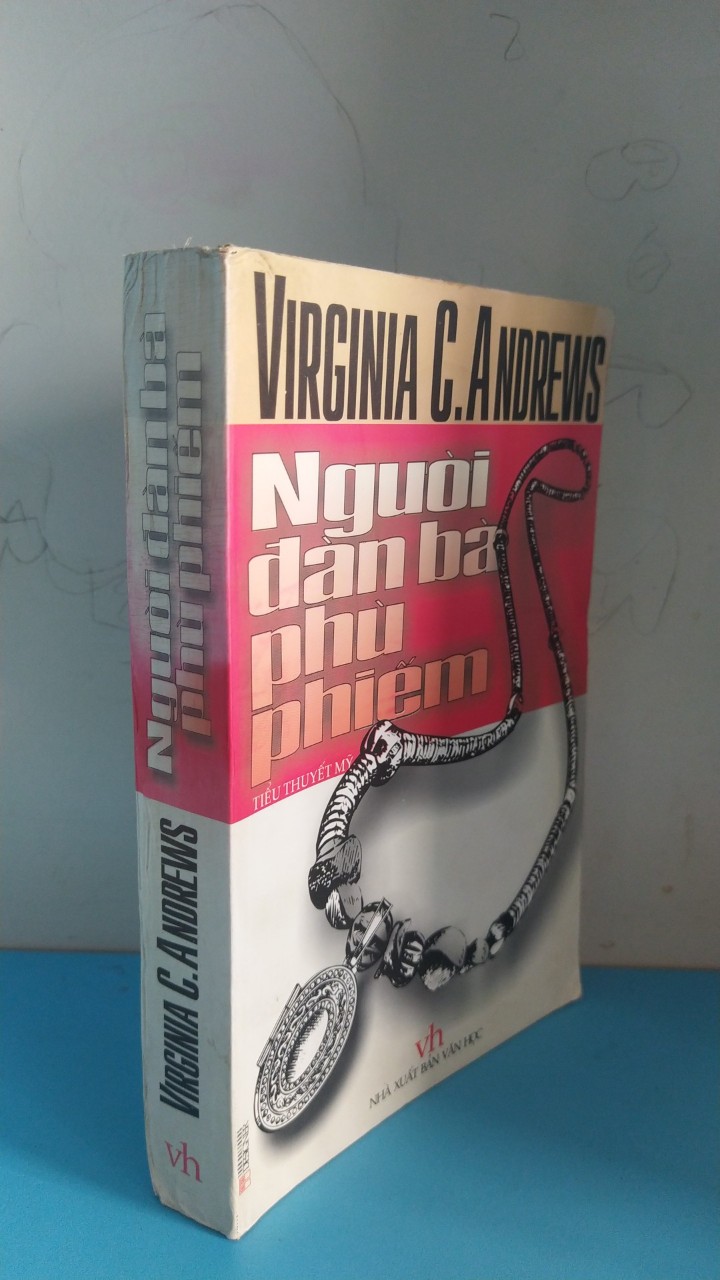 VIRGINIA C. ANDREWS
Người
đàn bà
phù
phiếm
TIỂU THUYẾT MỸ
vh
NHÀ XUẤT BẢN VĂN HỌC
Người đàn bà
phù phiếm
VIRGINIA C. ANDREWS
vh